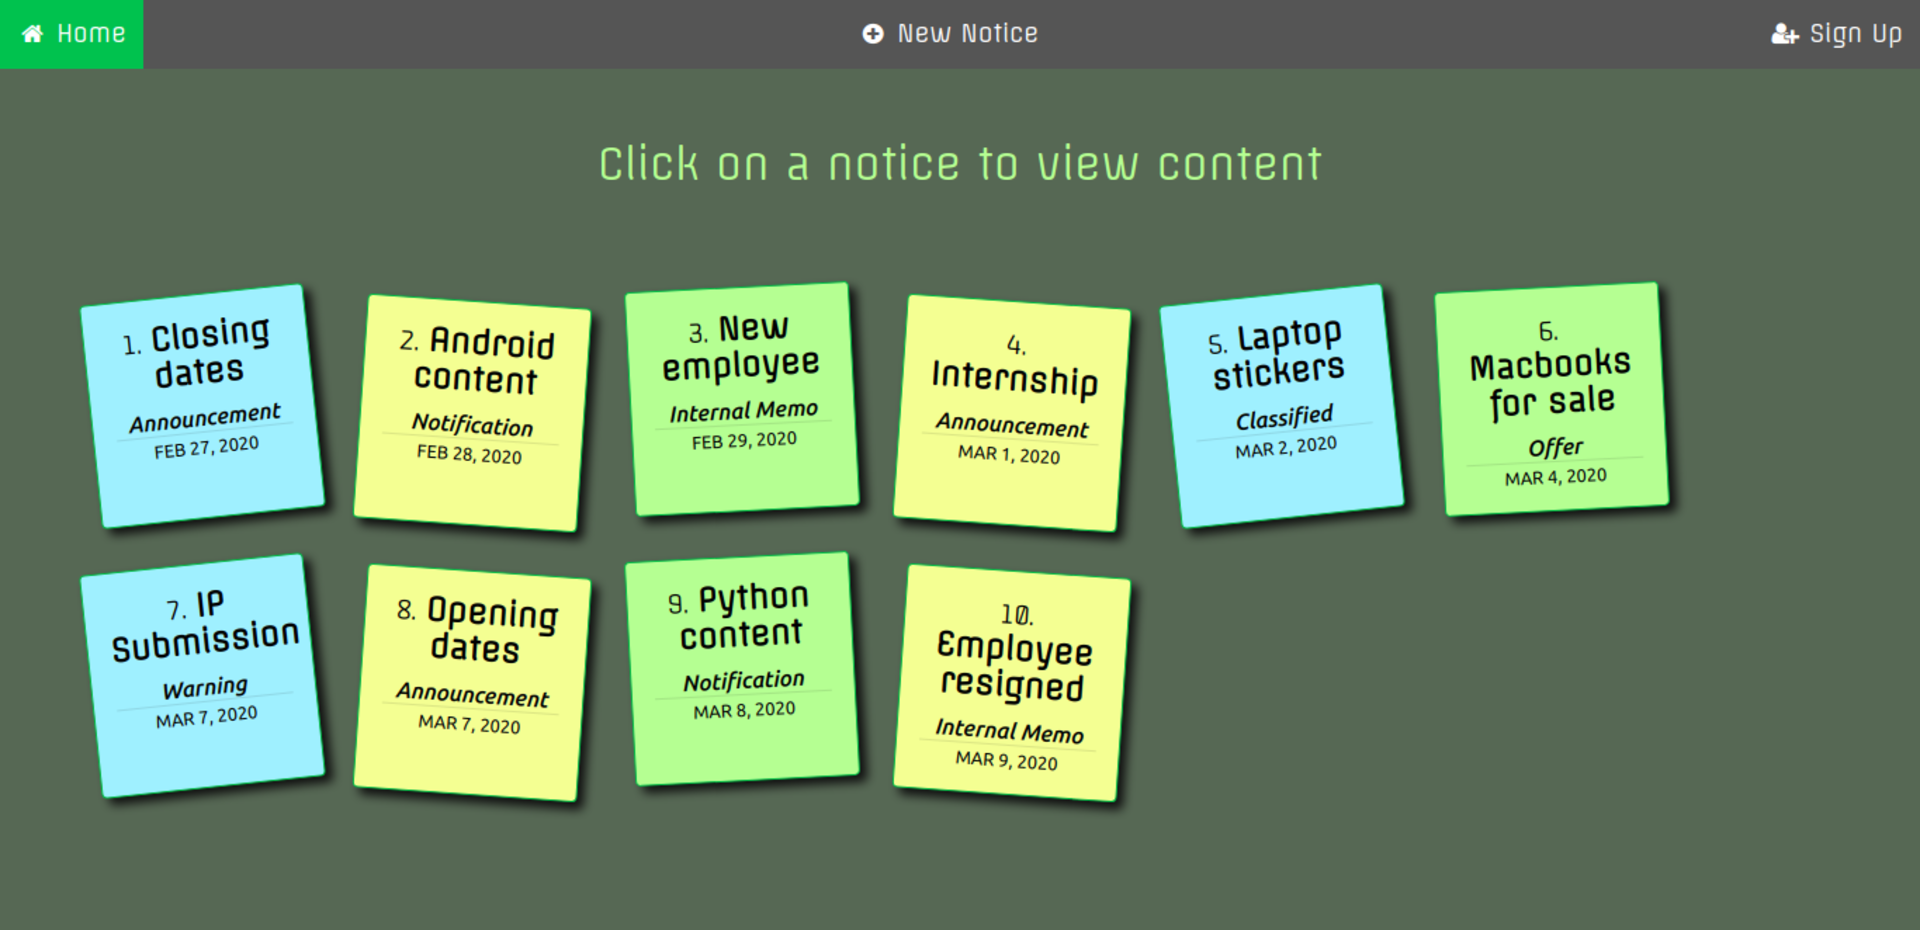 Home
New Notice
Sign Up
Click on a notice to view content
1. Closing
dates
Announcement
FEB 27, 2020
2. Android
content
Notification
FEB 28, 2020
3. New
employee
Internal Memo
FEB 29, 2020
4.
Internship
Announcement
MAR 1, 2020
5. Laptop
stickers
Classified
MAR 2, 2020
6.
Macbooks
for sale
Offer
MAR 4, 2020
7. IP
Submission
Warning
MAR 7, 2020
8. Opening
dates
Announcement
MAR 7, 2020
9. Python
content
Notification
MAR 8, 2020
10.
Employee
resigned
Internal Memo
MAR 9, 2020